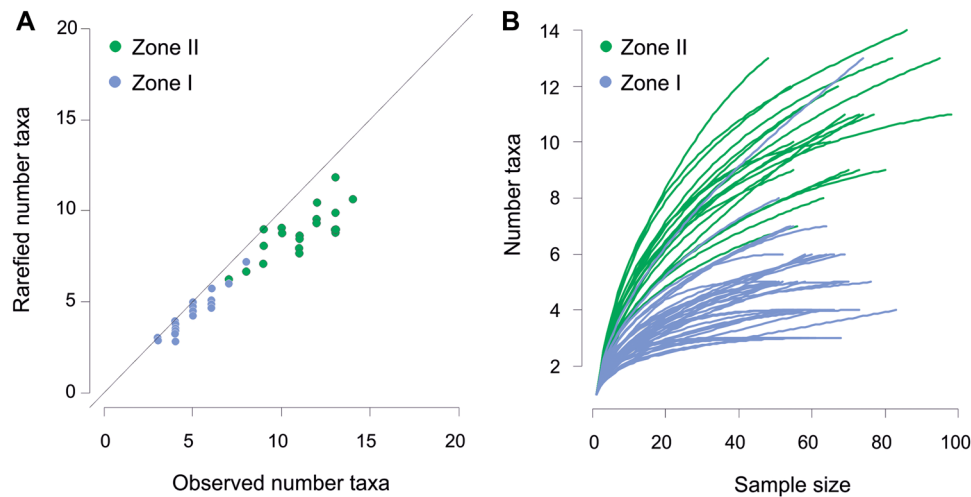 A
Zone II
Zone I
Rarefied number taxa
20
15
10
5
0
0 5 10 15 20
Observed number taxa
B
Zone II
Zone I
Number taxa
14
12
10
8
6
4
2
0 20 40 60 80 100
Sample size